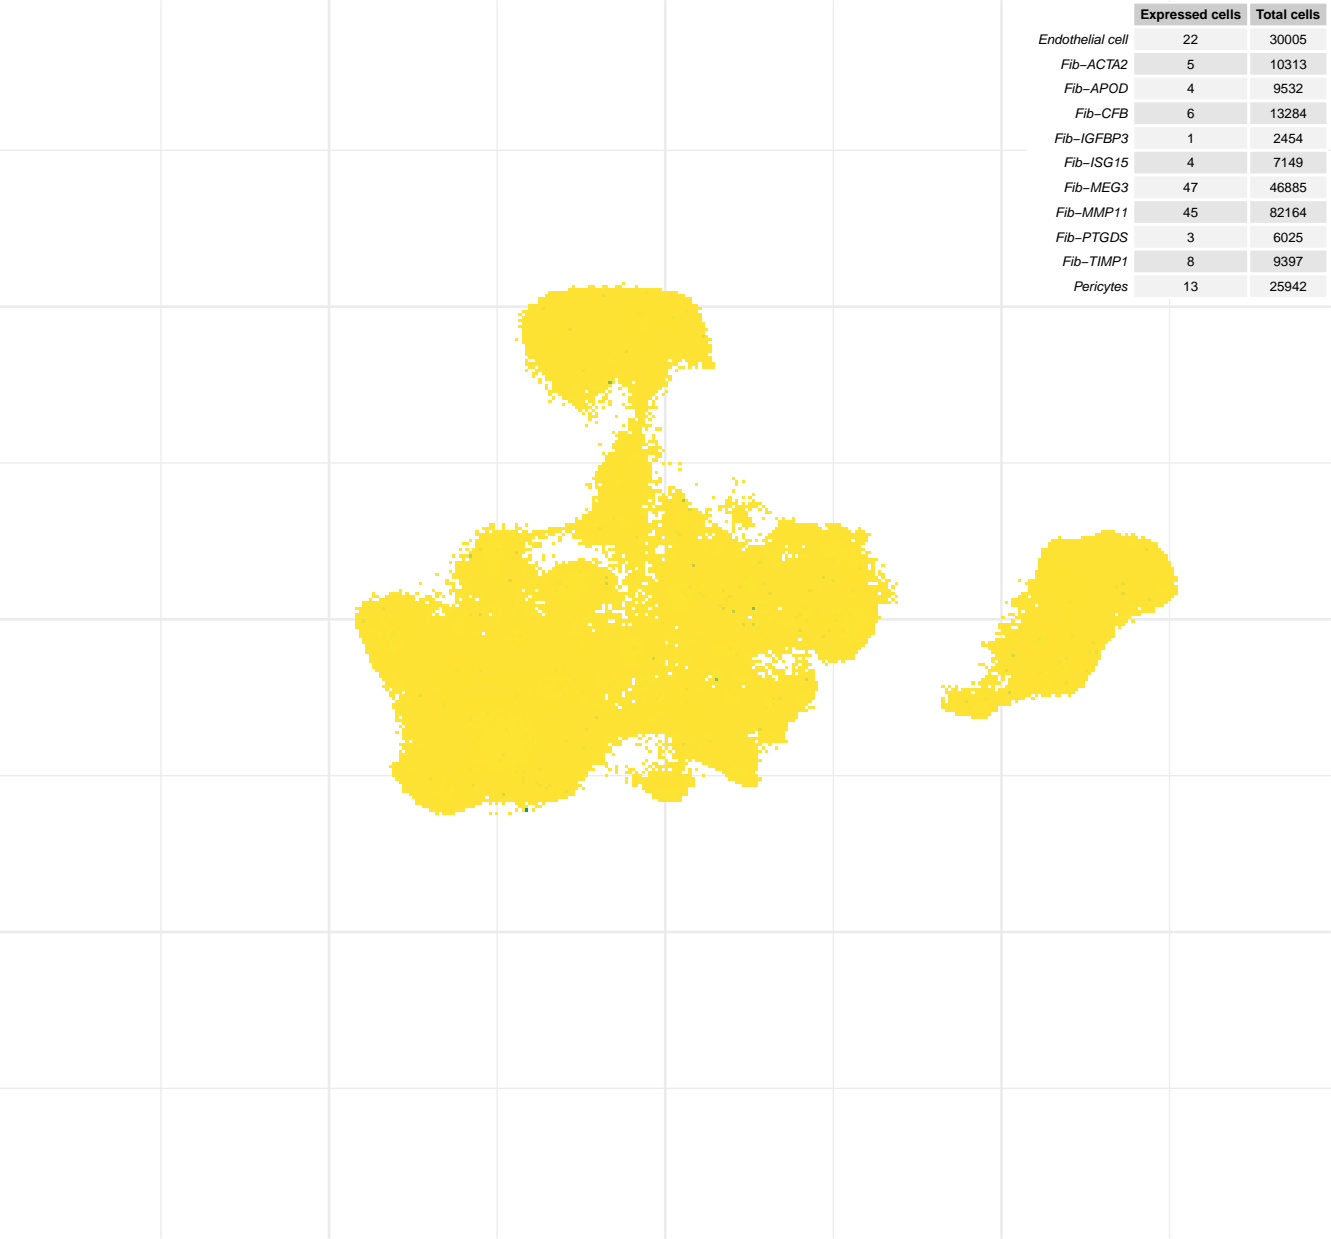 Expressed cells Total cells
Endothelial cell 22 30005
Fib−ACTA2 5 10313
Fib−APOD 4 9532
Fib−CFB 6 13284
Fib−IGFBP3 1 2454
Fib−ISG15 4 7149
Fib−MEG3 47 46885
Fib−MMP11 45 82164
Fib−PTGDS 3 6025
Fib−TIMP1 8 9397
Pericytes 13 25942